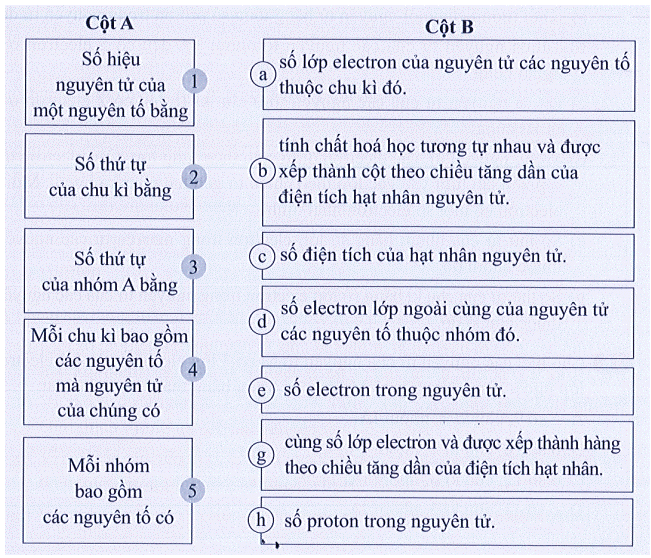 Cột A
Số hiệu
nguyên tử của
một nguyên tố bằng
1
Số thứ tự
của chu kì bằng
2
Số thứ tự
của nhóm A bằng
3
Mỗi chu kì bao gồm
các nguyên tố
mà nguyên tử
của chúng có
4
Mỗi nhóm
bao gồm
các nguyên tố có
5
Cột B
a
số lớp electron của nguyên tử các nguyên tố
thuộc chu kì đó.
b
tính chất hoá học tương tự nhau và được
xếp thành cột theo chiều tăng dần của
điện tích hạt nhân nguyên tử.
c
số điện tích của hạt nhân nguyên tử.
d
số electron lớp ngoài cùng của nguyên tử
các nguyên tố thuộc nhóm đó.
e
số electron trong nguyên tử.
g
cùng số lớp electron và được xếp thành hàng
theo chiều tăng dần của điện tích hạt nhân.
h
số proton trong nguyên tử.